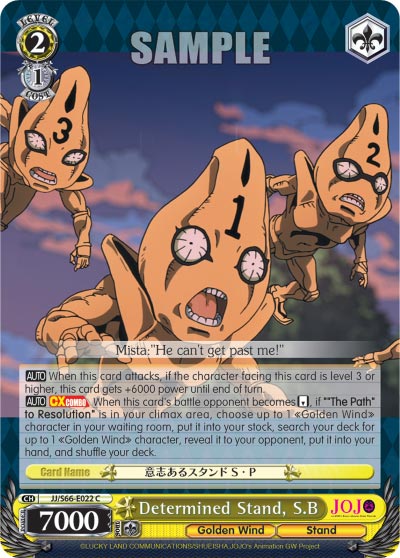 LEVEL
2
1
COST
SAMPLE
3
2
1
Mista:"He can't get past me!"
AUTO When this card attacks, if the character facing this card is level 3 or
higher, this card gets +6000 power until end of turn.
AUTO CXCOMBO When this card's battle opponent becomes , if ""The Path"
to Resolution" is in your climax area, choose up to 1 «Golden Wind»
character in your waiting room, put it into stock, search your deck for
up to 1 «Golden Wind» character, reveal it to your opponent, put it into
hand, and shuffle your deck.
Card Name 意志あるスタンド S・P
CH JJ/S66-E022 C
POWER 7000 SOUL Determined Stand, S.B JOJO
Golden Wind Stand
©LUCKY LAND COMMUNICATIONS/SHUEISHA,JOJO's Animation GW Project